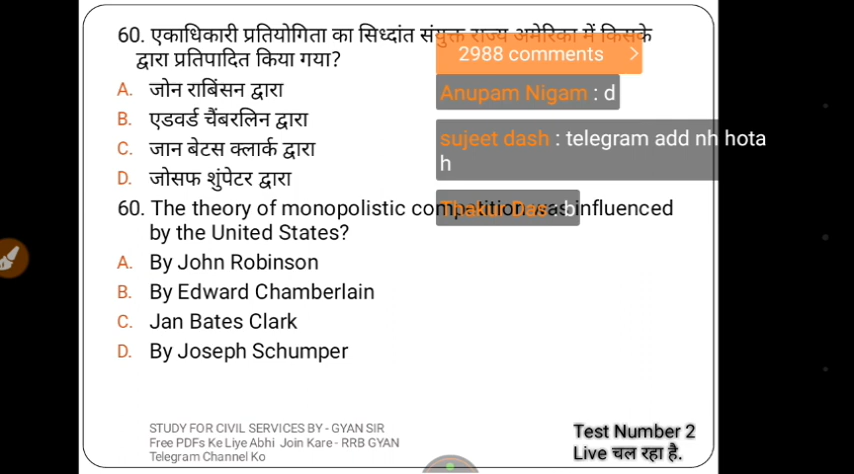 60. एकाधिकारी प्रतियोगिता का सिध्दांत संयुक्त राज्य अमेरिका में किसके
द्वारा प्रतिपादित किया गया?
2988 comments >
A. जोन राबिंसन द्वारा
Anupam Nigam : d
B. एडवर्ड चैंबरलिन द्वारा
sujeet dash : telegram add nh hota
h
C. जान बेटस क्लार्क द्वारा
D. जोसफ शुंपेटर द्वारा
Thakur Das : b
60. The theory of monopolistic competition was influenced
by the United States?
A. By John Robinson
B. By Edward Chamberlain
C. Jan Bates Clark
D. By Joseph Schumper
STUDY FOR CIVIL SERVICES BY - GYAN SIR
Free PDFs Ke Liye Abhi Join Kare - RRB GYAN
Telegram Channel Ko
Test Number 2
Live चल रहा है.